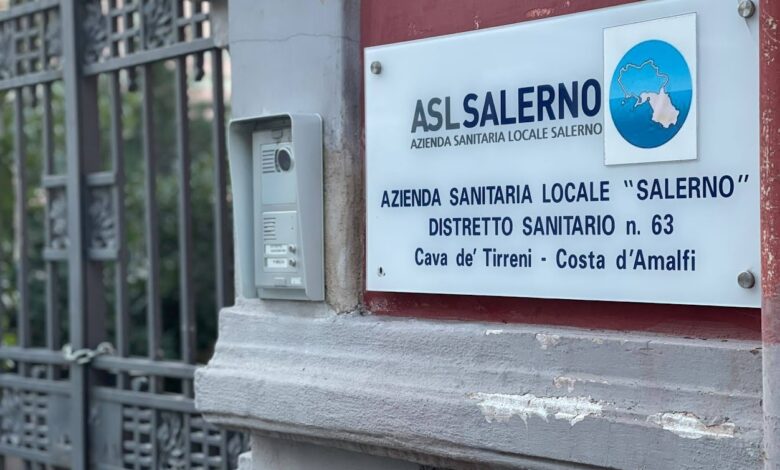 ASLSALERNO
AZIENDA SANITARIA LOCALE SALERNO
AZIENDA SANITARIA LOCALE "SALERNO"
DISTRETTO SANITARIO n. 63
Cava de' Tirreni - Costa d'Amalfi